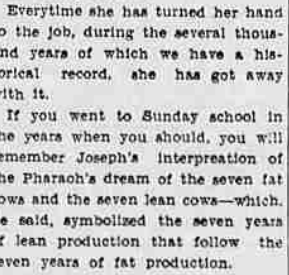 Everytime she has turned her hand
o the job, during the several thous-
nd years of which we have a his-
orical record, she has got away
ith it.
If you went to Sunday school in
he years when you should, you will
emember Joseph's interpreation of
he Pharaoh's dream of the seven fat
ows and the seven lean cows—which,
e said, symbolized the seven years
f lean production that follow the
even years of fat production.